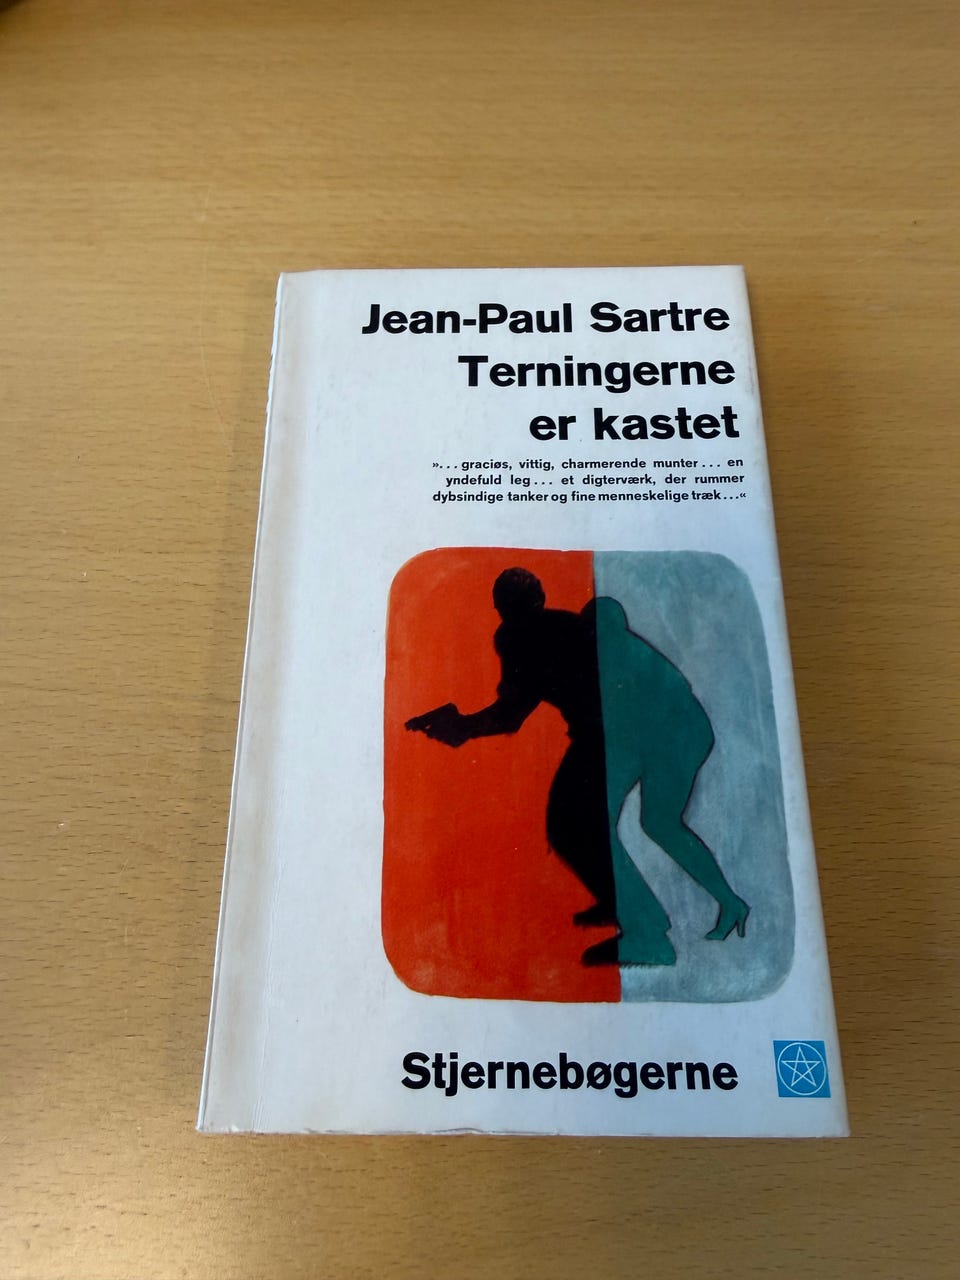 Jean-Paul Sartre
Terningerne
er kastet
»... graciøs, vittig, charmerende munter... en
yndefuld leg... et digterværk, der rummer
dybsindige tanker og fine menneskelige træk...«
Stjernebøgerne